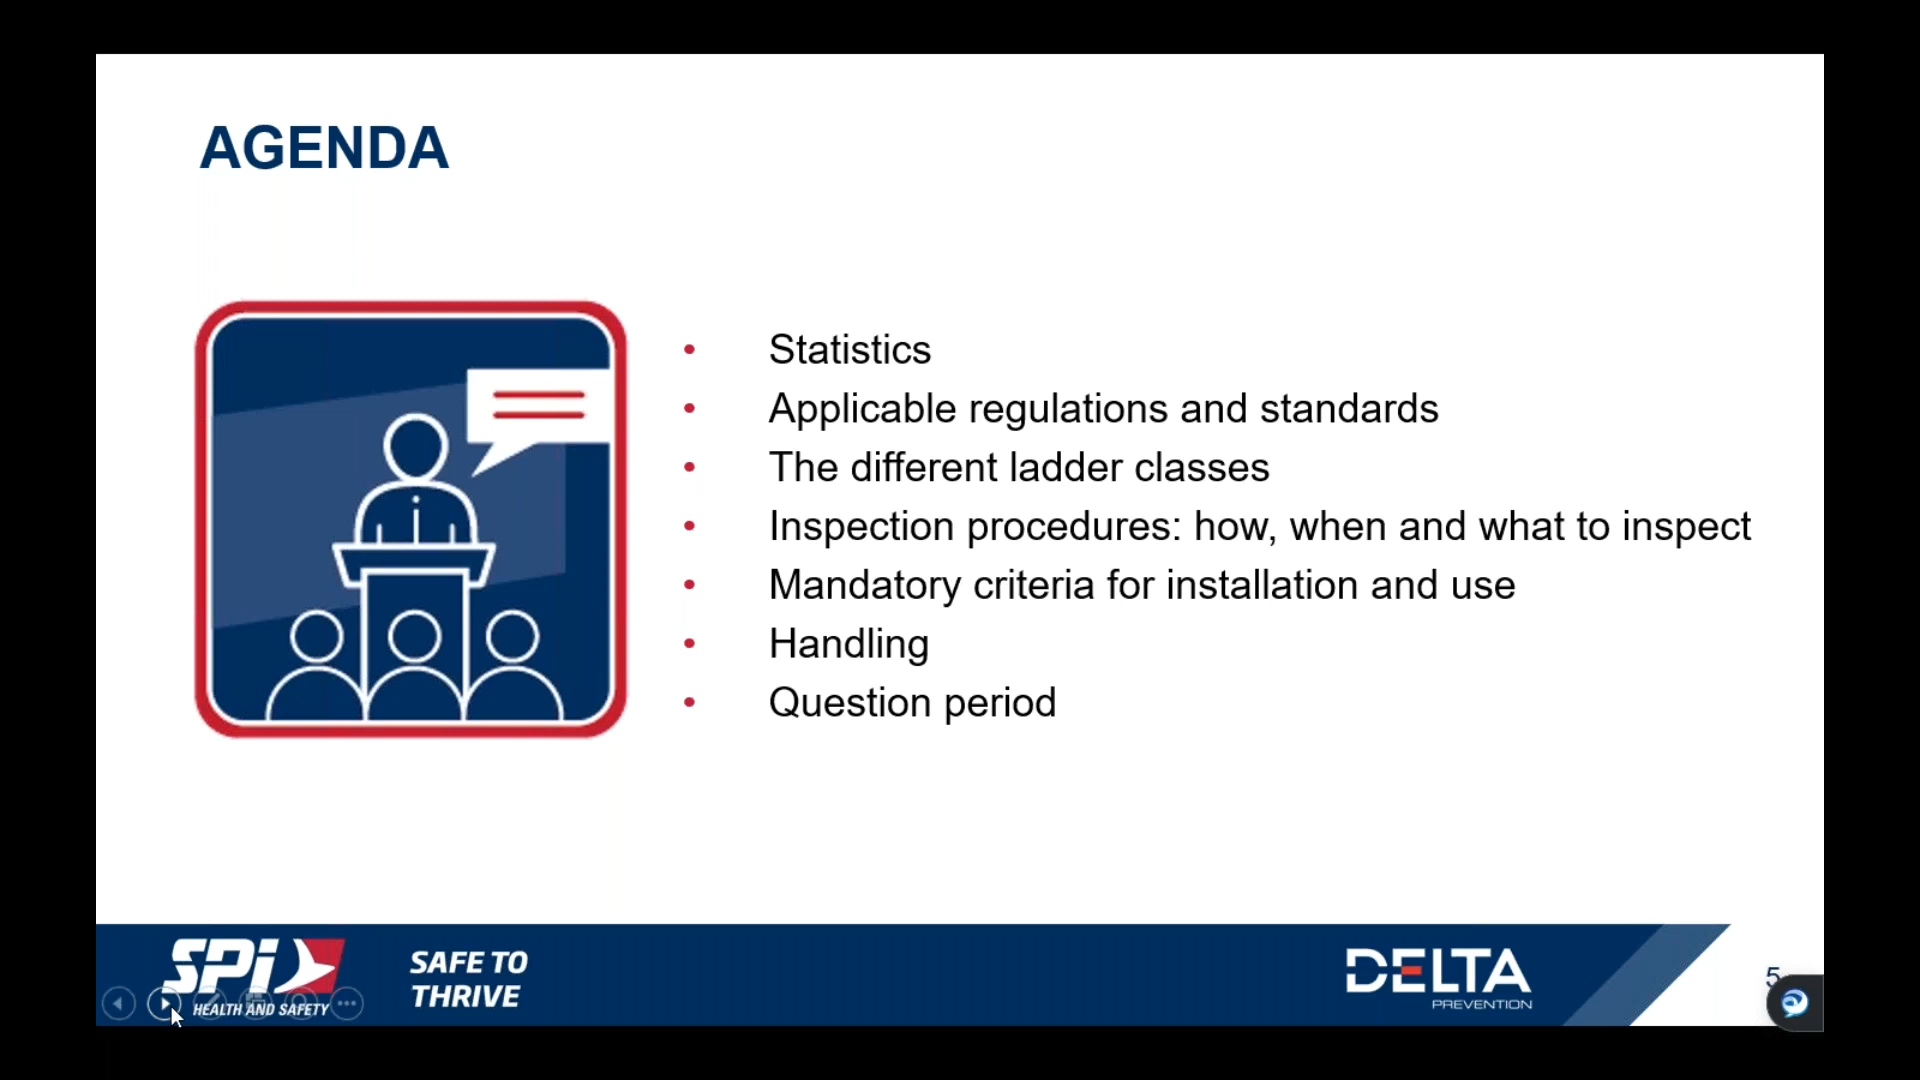 AGENDA
• Statistics
• Applicable regulations and standards
• The different ladder classes
• Inspection procedures: how, when and what to inspect
• Mandatory criteria for installation and use
• Handling
• Question period
SPI
HEALTH AND SAFETY
SAFE TO
THRIVE
DELTA
PREVENTION
5